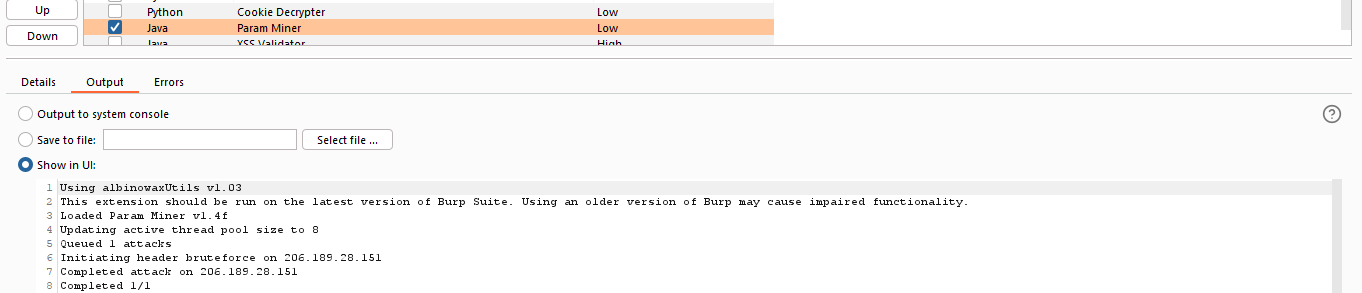 Up
Python Cookie Decrypter Low
Java Param Miner Low
Down
Java XSS Validator High
Details Output Errors
Output to system console
Save to file: Select file ...
Show in UI:
1 Using albinowaxUtils v1.03
2 This extension should be run on the latest version of Burp Suite. Using an older version of Burp may cause impaired functionality.
3 Loaded Param Miner v1.4f
4 Updating active thread pool size to 8
5 Queued 1 attacks
6 Initiating header bruteforce on 206.189.28.151
7 Completed attack on 206.189.28.151
8 Completed 1/1